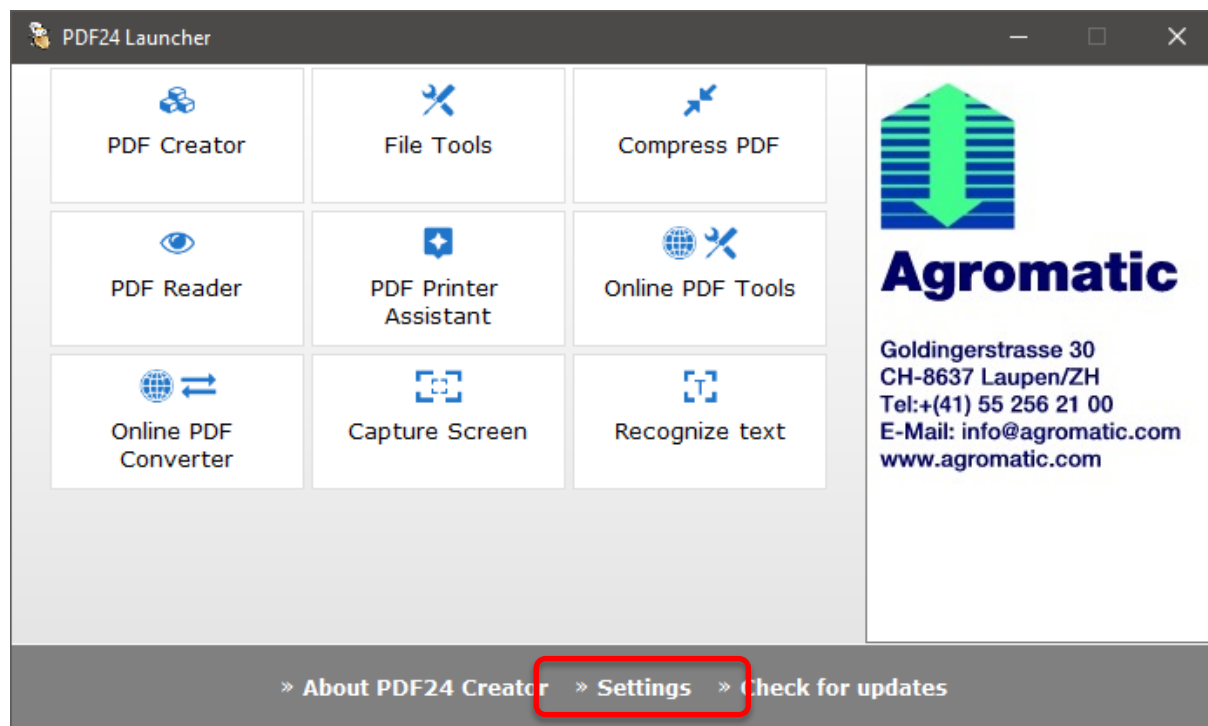 PDF24 Launcher
PDF Creator
File Tools
Compress PDF
PDF Reader
PDF Printer
Assistant
Online PDF Tools
Online PDF
Converter
Capture Screen
T
Recognize text
Agromatic
Goldingerstrasse 30
CH-8637 Laupen/ZH
Tel:+(41) 55 256 21 00
E-Mail: info@agromatic.com
www.agromatic.com
» About PDF24 Creator » Settings » Check for updates